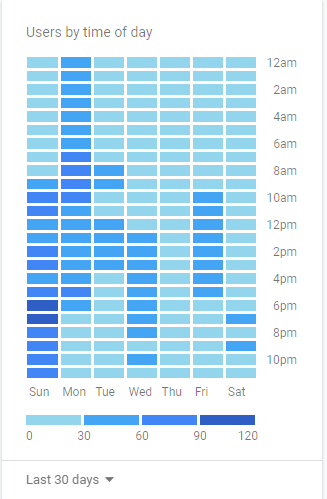 Users by time of day
12am
2am
4am
6am
8am
10am
12pm
2pm
4pm
6pm
8pm
10pm
Sun Mon Tue Wed Thu Fri Sat
0 30 60 90 120
Last 30 days